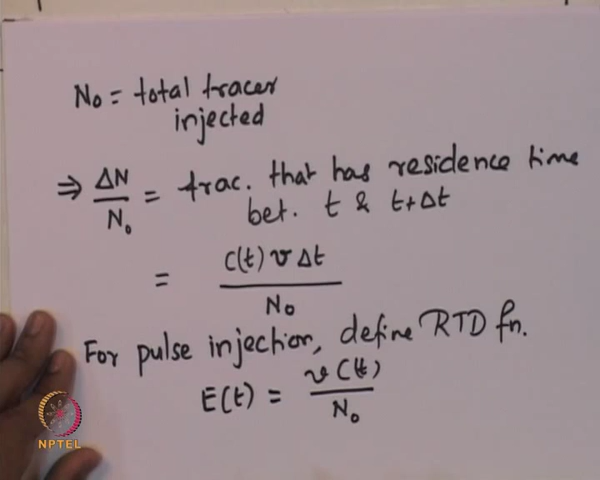 No = total tracer
injected
⇒ ΔN/N₀ = frac. that has residence time
bet. t & t+Δt
= C(t) v Δt / N₀
For pulse injection, define RTD fn.
E(t) = v C(t) / N₀
NPTEL